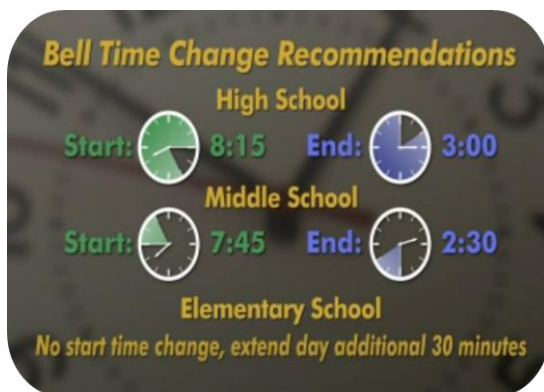 Bell Time Change Recommendations
High School
Start: 8:15 End: 3:00
Middle School
Start: 7:45 End: 2:30
Elementary School
No start time change, extend day additional 30 minutes